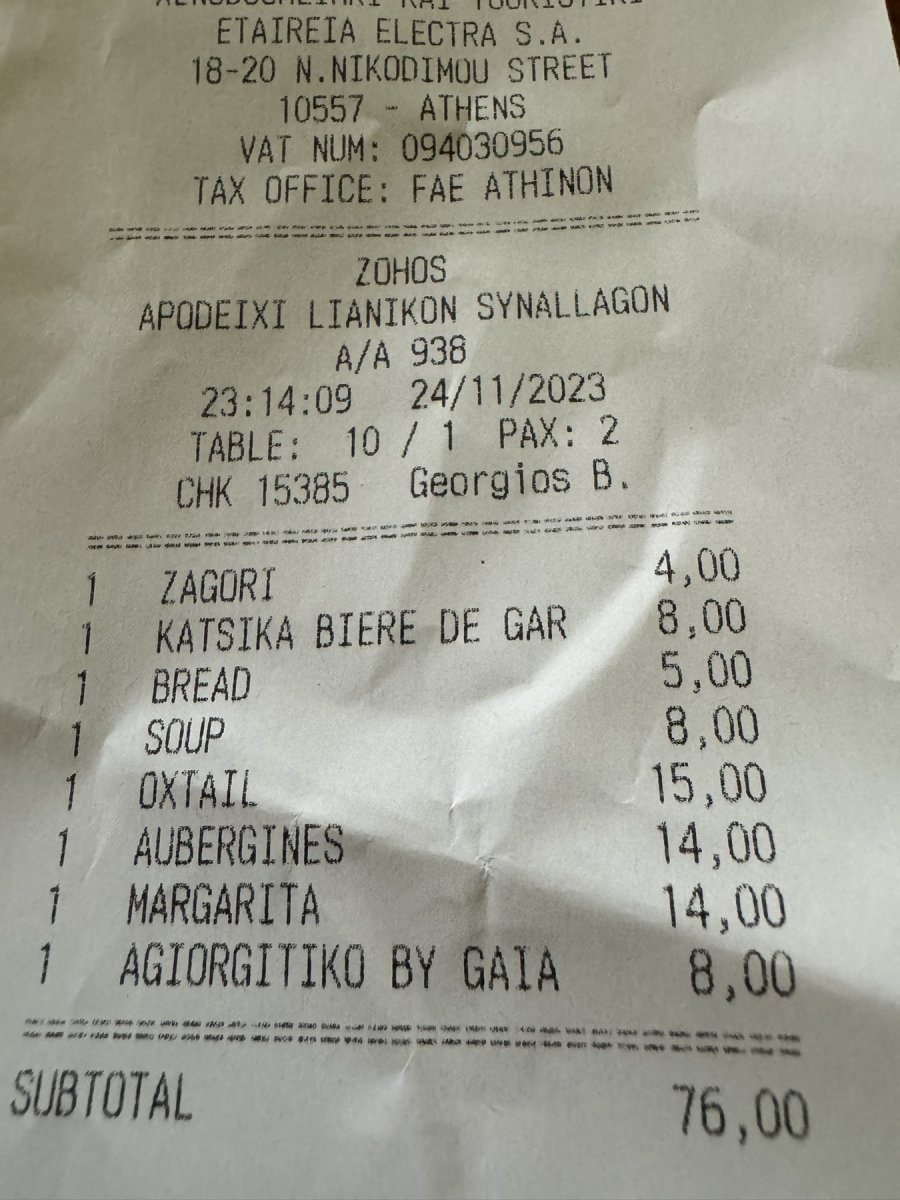 ETAIREIA ELECTRA S.A.
18-20 N.NIKODIMOU STREET
10557 - ATHENS
VAT NUM: 094030956
TAX OFFICE: FAE ATHINON
ZOHOS
APODEIXI LIANIKON SYNALLAGON
A/A 938
23:14:09 24/11/2023
TABLE: 10 / 1 PAX: 2
CHK 15385 Georgios B.
1 ZAGORI 4,00
1 KATSIKA BIERE DE GAR 8,00
1 BREAD 5,00
1 SOUP 8,00
1 OXTAIL 15,00
1 AUBERGINES 14,00
1 MARGARITA 14,00
1 AGIORGITIKO BY GAIA 8,00
SUBTOTAL 76,00